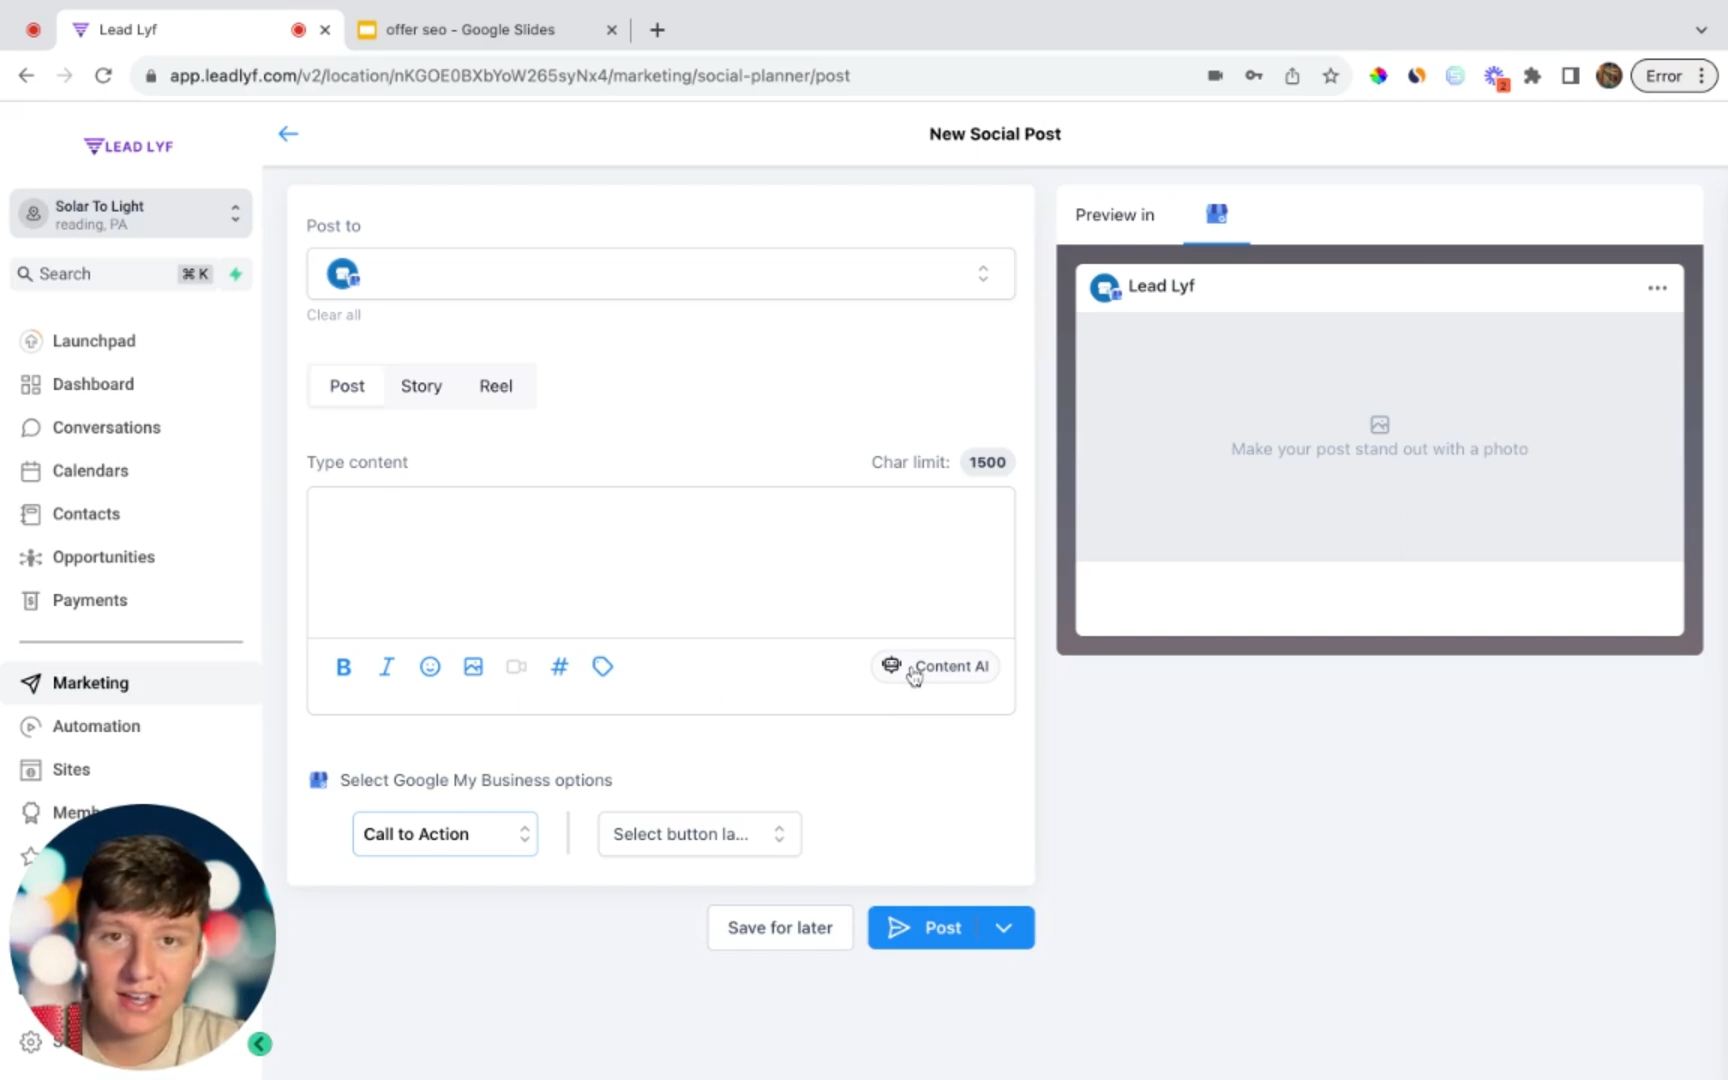 Lead Lyf
offer seo - Google Slides
app.leadlyf.com/v2/location/nKGOE0BXbYoW265syNx4/marketing/social-planner/post
2
Error
LEAD LYF
New Social Post
Solar To Light
reading, PA
Search
⌘ K
Launchpad
Dashboard
Conversations
Calendars
Contacts
Opportunities
Payments
Marketing
Automation
Sites
Memb
Post to
Clear all
Post
Story
Reel
Type content
Char limit: 1500
B
I
#
Content AI
Select Google My Business options
Call to Action
Select button la...
Save for later
Post
Preview in
Lead Lyf
Make your post stand out with a photo